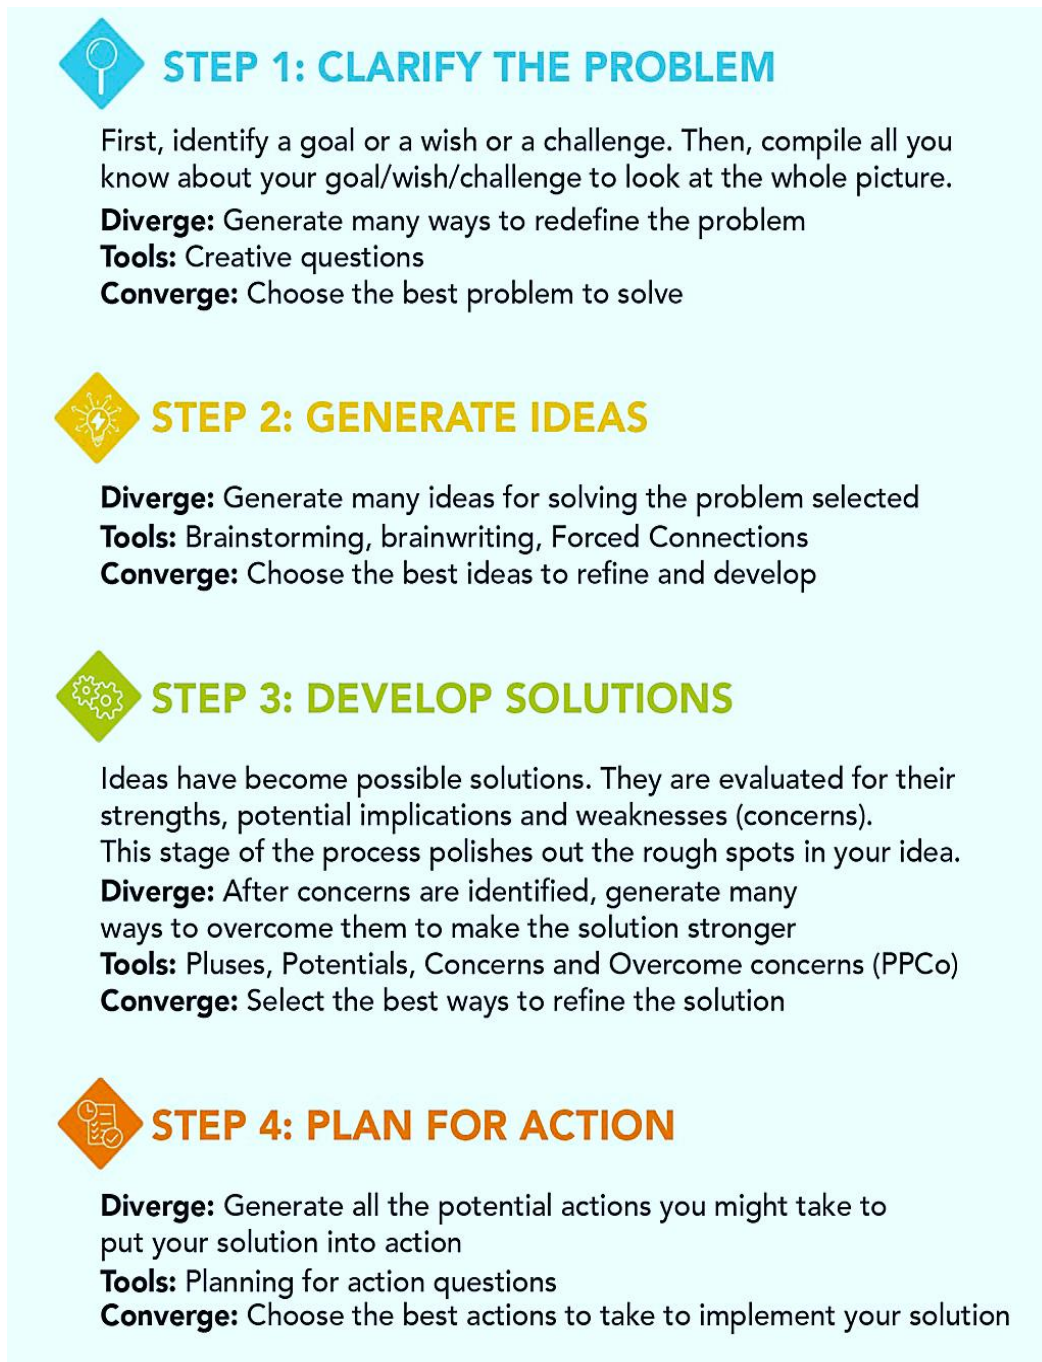 STEP 1: CLARIFY THE PROBLEM
First, identify a goal or a wish or a challenge. Then, compile all you
know about your goal/wish/challenge to look at the whole picture.
Diverge: Generate many ways to redefine the problem
Tools: Creative questions
Converge: Choose the best problem to solve
STEP 2: GENERATE IDEAS
Diverge: Generate many ideas for solving the problem selected
Tools: Brainstorming, brainwriting, Forced Connections
Converge: Choose the best ideas to refine and develop
STEP 3: DEVELOP SOLUTIONS
Ideas have become possible solutions. They are evaluated for their
strengths, potential implications and weaknesses (concerns).
This stage of the process polishes out the rough spots in your idea.
Diverge: After concerns are identified, generate many
ways to overcome them to make the solution stronger
Tools: Pluses, Potentials, Concerns and Overcome concerns (PPCo)
Converge: Select the best ways to refine the solution
STEP 4: PLAN FOR ACTION
Diverge: Generate all the potential actions you might take to
put your solution into action
Tools: Planning for action questions
Converge: Choose the best actions to take to implement your solution